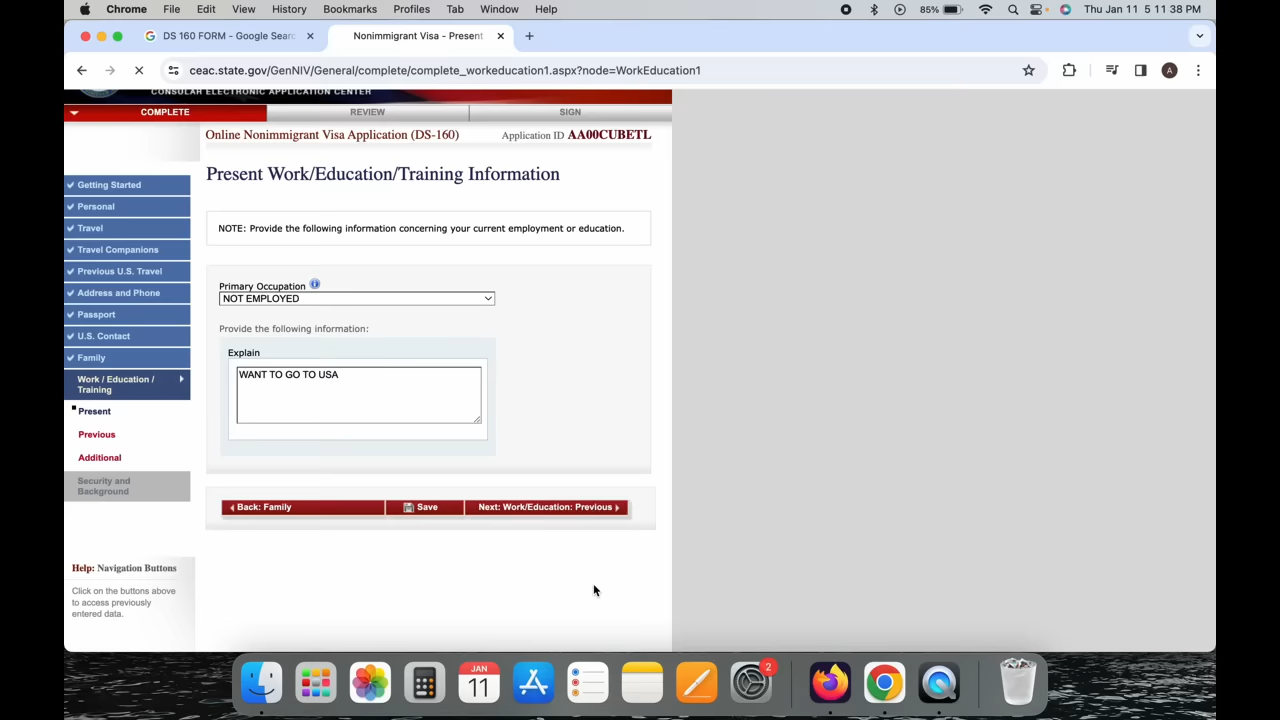 Chrome File Edit View History Bookmarks Profiles Tab Window Help 85% Thu Jan 11 5 11 38 PM
DS 160 FORM - Google Searc Nonimmigrant Visa - Present
ceac.state.gov/GenNIV/General/complete/complete_workeducation1.aspx?node=WorkEducation1 A
CONSULAR ELECTRONIC APPLICATION CENTER
COMPLETE REVIEW SIGN
Online Nonimmigrant Visa Application (DS-160) Application ID AA00CUBETL
Present Work/Education/Training Information
Getting Started
Personal
Travel
Travel Companions
Previous U.S. Travel
Address and Phone
Passport
U.S. Contact
Family
Work / Education /
Training
Present
Previous
Additional
Security and
Background
NOTE: Provide the following information concerning your current employment or education.
Primary Occupation
NOT EMPLOYED
Provide the following information:
Explain
WANT TO GO TO USA
Back: Family Save Next: Work/Education: Previous
Help: Navigation Buttons
Click on the buttons above
to access previously
entered data.
JAN
11
2